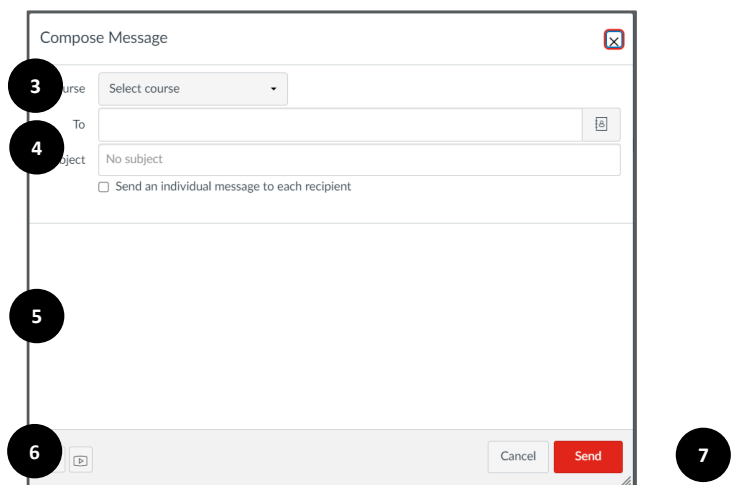 Compose Message
3 urse Select course
To
4 bject No subject
Send an individual message to each recipient
5
6 Cancel Send 7